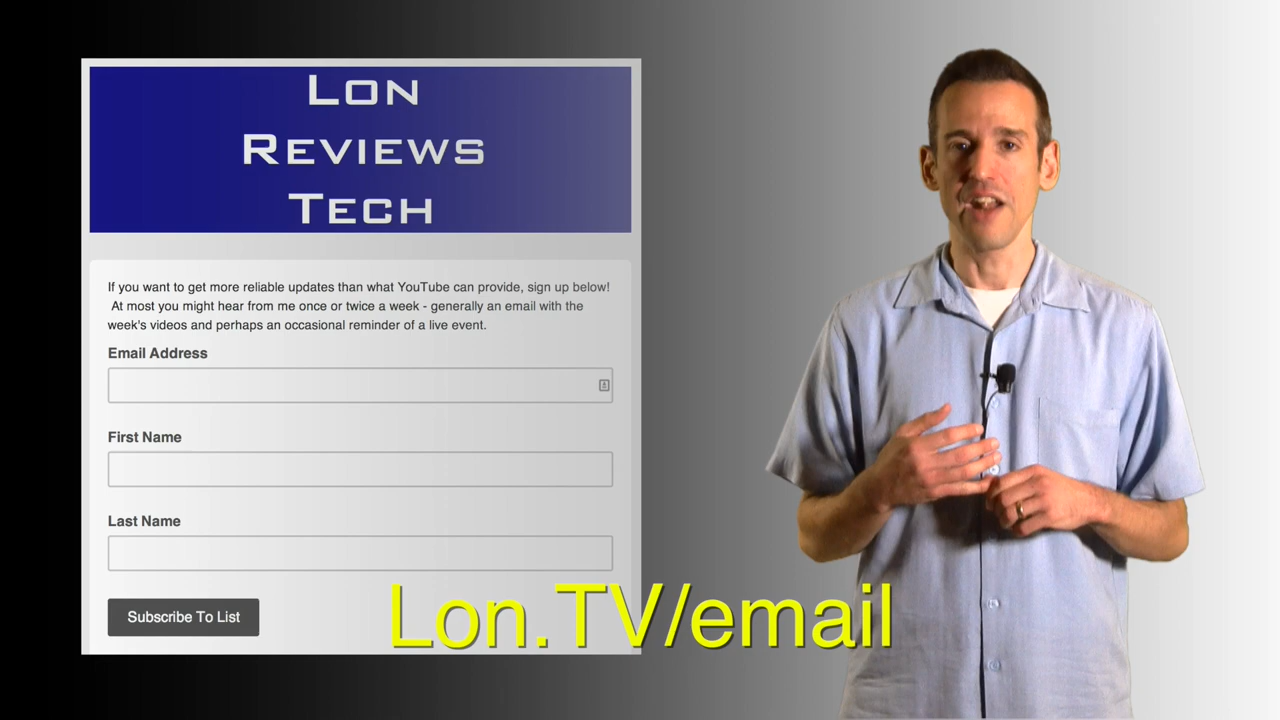 Lon
Reviews
Tech
If you want to get more reliable updates than what YouTube can provide, sign up below!
At most you might hear from me once or twice a week - generally an email with the
week's videos and perhaps an occasional reminder of a live event.
Email Address
First Name
Last Name
Subscribe To List
Lon.TV/email